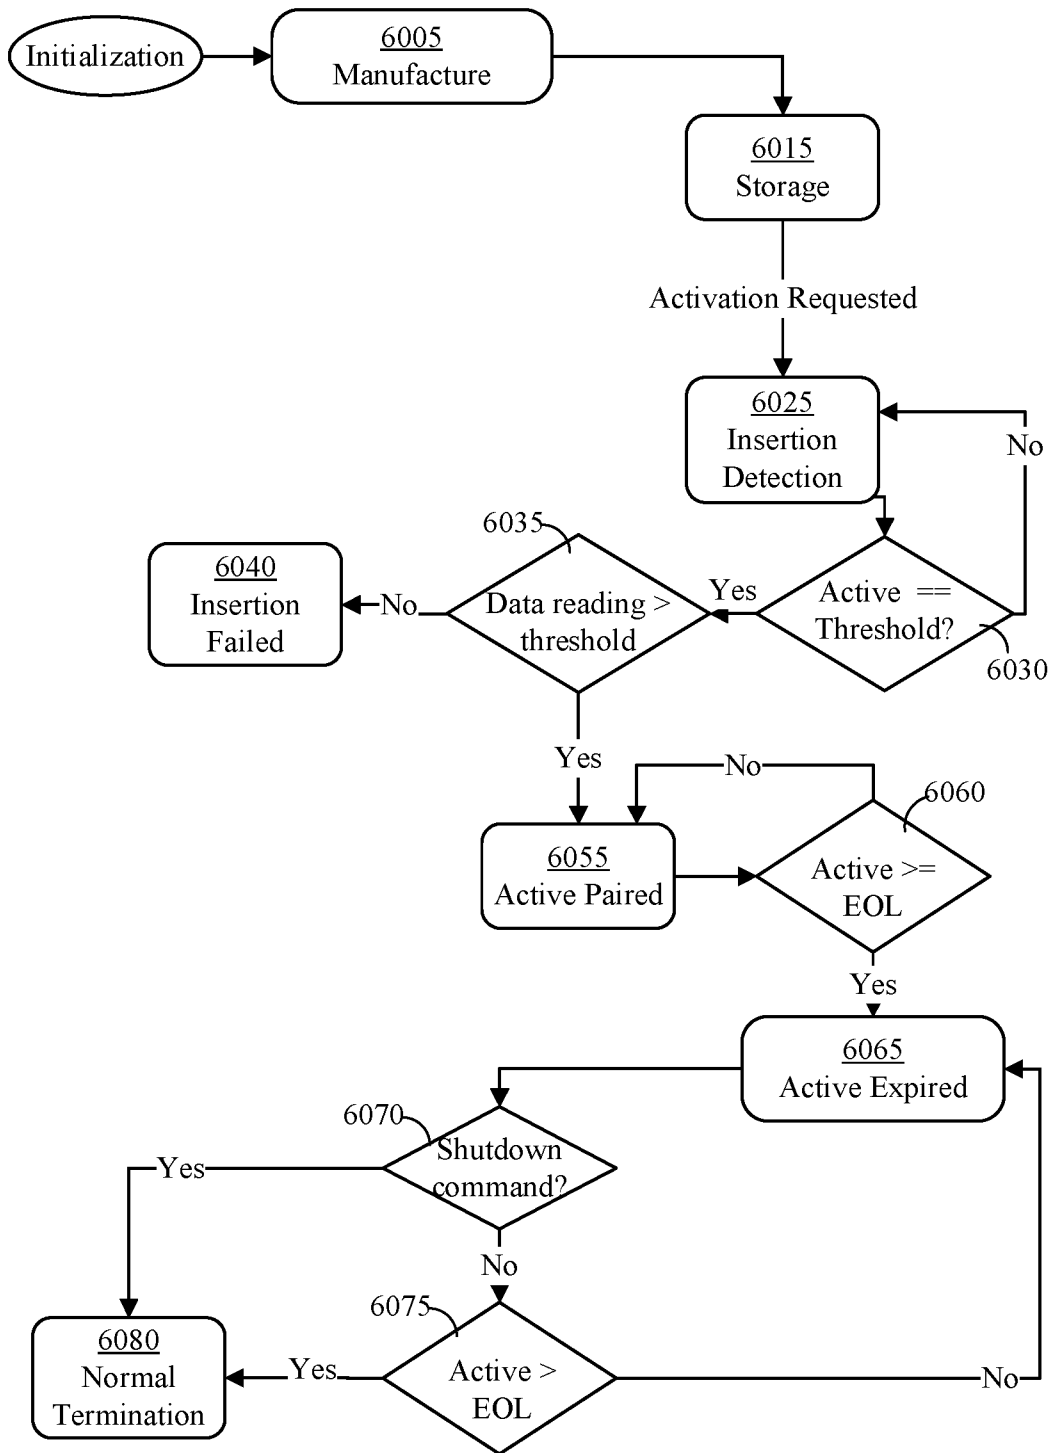 Initialization
6005
Manufacture
6015
Storage
Activation Requested
6025
Insertion
Detection
No
6035
6040
Insertion
Failed
No
Data reading >
threshold
Yes
Active  ==
Threshold?
6030
Yes
No
6060
6055
Active Paired
Active >=
EOL
Yes
6065
Active Expired
6070
Shutdown
command?
Yes
No
6075
6080
Normal
Termination
Yes
Active >
EOL
No